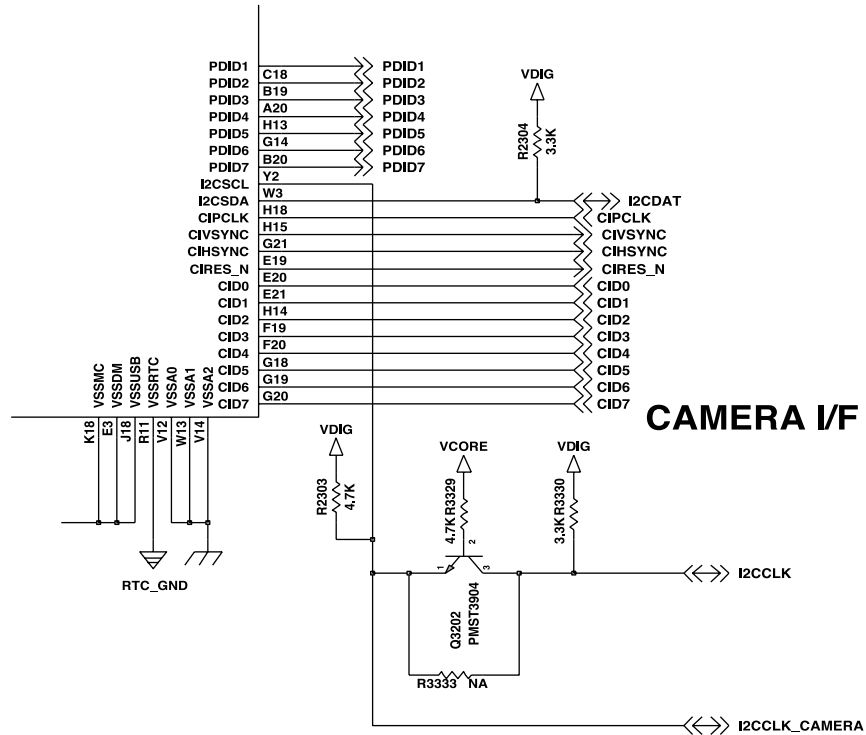 PDID1 PDID1
C18
PDID2 PDID2
B19
PDID3 PDID3
A20
PDID4 PDID4
H13
PDID5 PDID5
G14
PDID6 PDID6
B20
PDID7 PDID7
Y2
I2CSCL
W3
I2CSDA I2CDAT
H18
CIPCLK CIPCLK
H15
CIVSYNC CIVSYNC
G21
CIHSYNC CIHSYNC
E19
CIRES_N CIRES_N
E20
CID0 CID0
E21
CID1 CID1
H14
CID2 CID2
F19
CID3 CID3
F20
CID4 CID4
G18
CID5 CID5
G19
CID6 CID6
G20
CID7 CID7
VDIG
R2304
3.3K
VSSMC
VSSDM
VSSUSB
VSSRTC
VSSA0
VSSA1
VSSA2
K18
E3
J18
R11
V12
W13
V14
RTC_GND
CAMERA I/F
VDIG
R2303
4.7K
VCORE
4.7K R3329
VDIG
3.3K R3330
2
1
3
Q3202
PMST3904
I2CCLK
R3333 NA
I2CCLK_CAMERA